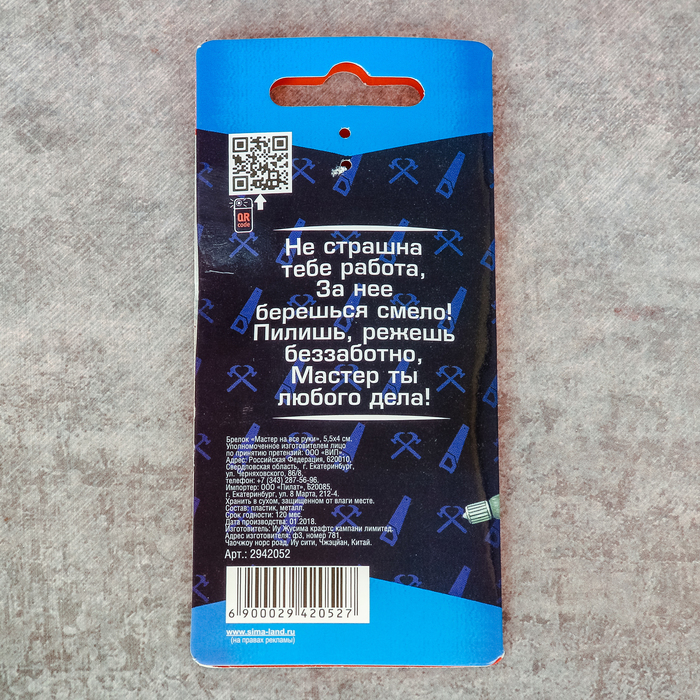 QR
code
Не страшна
тебе работа,
За нее
берешься смело!
Пилишь, режешь
беззаботно,
Мастер ты
любого дела!
Брелок «Мастер на все руки», 5,5х4 см.
Уполномоченное изготовителем лицо
по принятию претензий: ООО «ВИП».
Адрес: Российская Федерация, 620010,
Свердловская область, г. Екатеринбург,
ул. Черняховского, 86/8,
телефон: +7 (343) 287-56-96.
Импортер: ООО «Пилат», Б20085,
г. Екатеринбург, ул. 8 Марта, 212-4.
Хранить в сухом, защищенном от влаги месте.
Состав: пластик, металл.
Срок годности: 120 мес.
Дата производства: 01.2018.
Изготовитель: Иу Жусима крафтс кампани лимитед.
Адрес изготовителя: ф3, номер 781,
Чаочжоу норс роад, Иу сити, Чжэцзян, Китай.
Арт.: 2942052
6 900029 420527
www.sima-land.ru
(на правах рекламы)